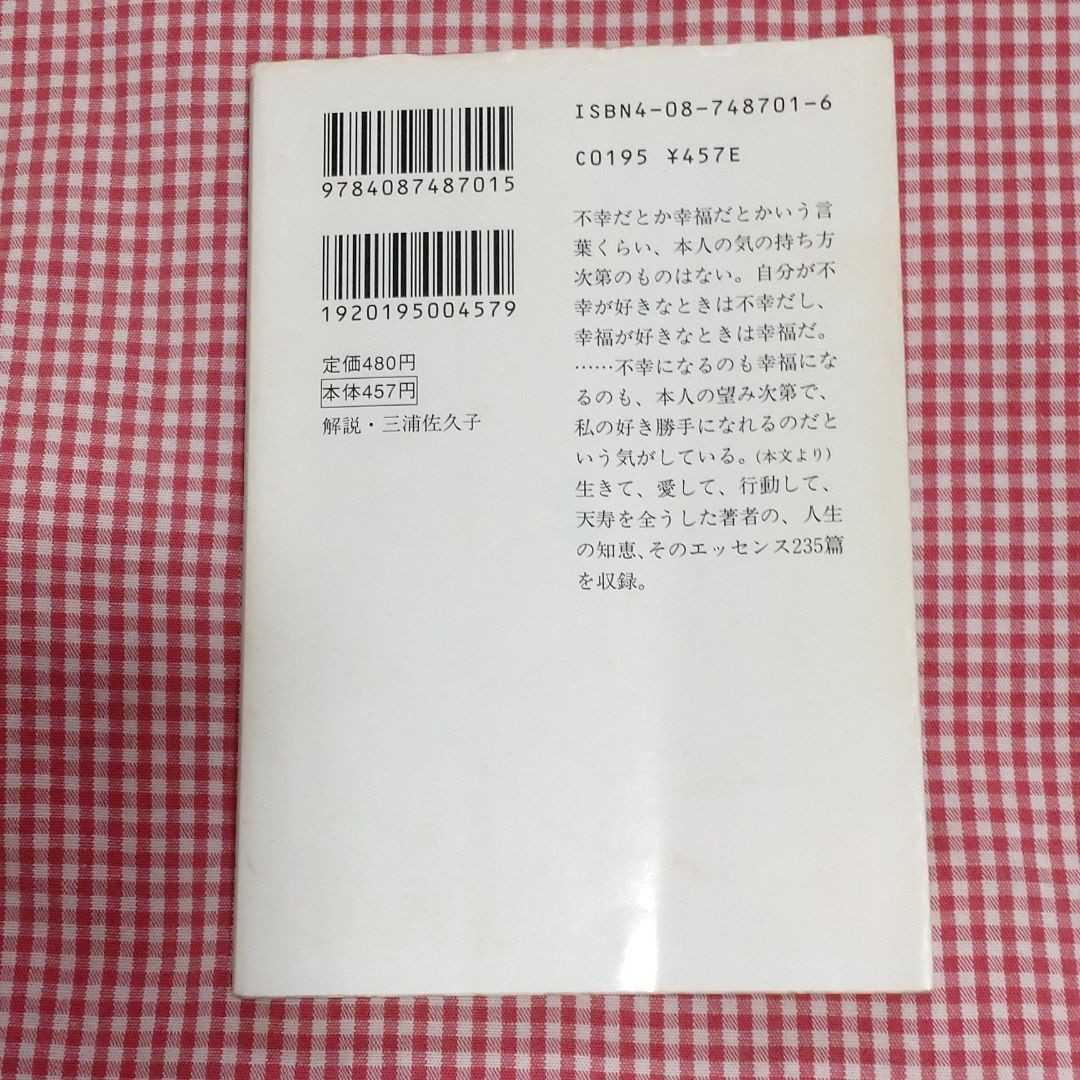 9784087487015
1920195004579
定価480円
本体457円
解説・三浦佐久子
ISBN4-08-748701-6
C0195 ¥457E
不幸だとか幸福だとかいう言
葉くらい、本人の気の持ち方
次第のものはない。自分が不
幸が好きなときは不幸だし、
幸福が好きなときは幸福だ。
……不幸になるのも幸福にな
るのも、本人の望み次第で、
私の好き勝手になれるのだと
いう気がしている。(本文より)
生きて、愛して、行動して、
天寿を全うした著者の、人生
の知恵、そのエッセンス235篇
を収録。